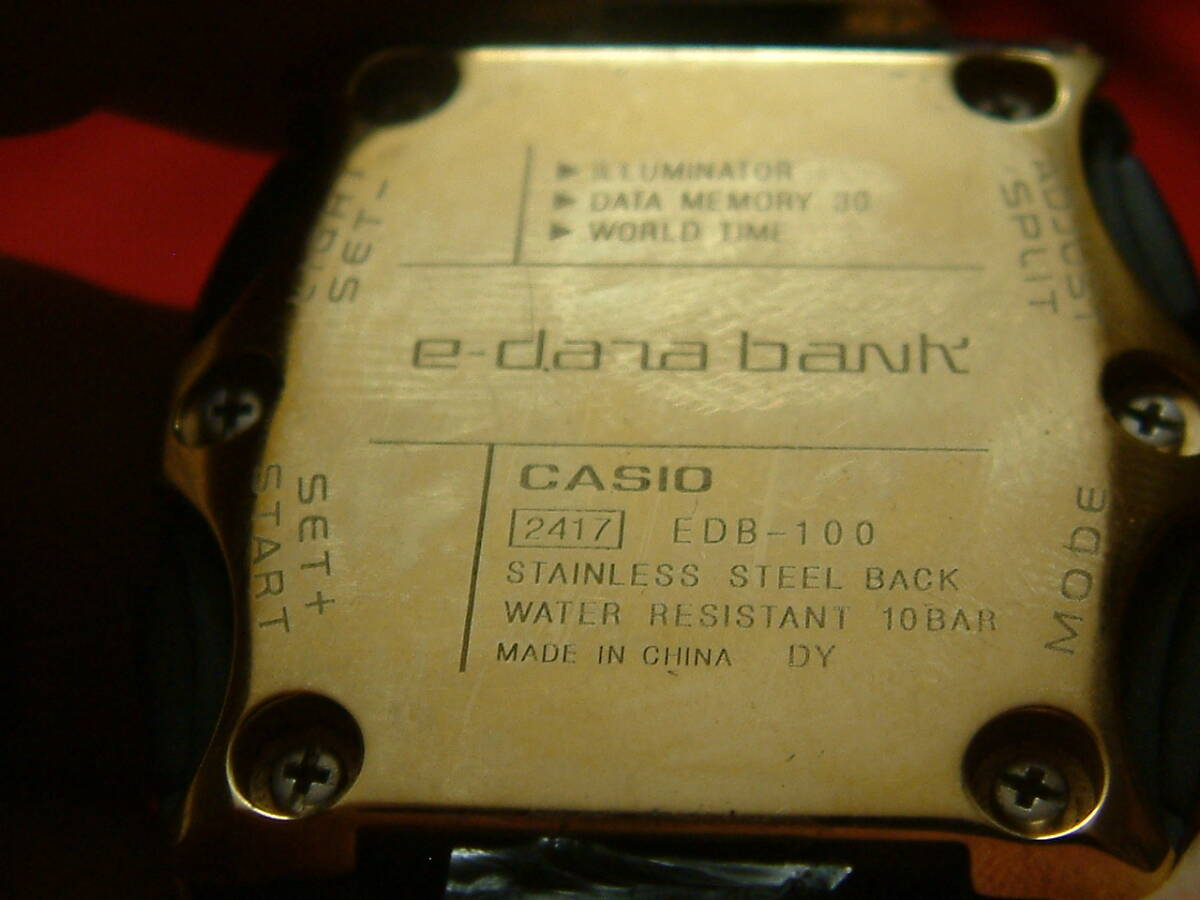 ► ILLUMINATOR
► DATA MEMORY 30
► WORLD TIME
e-data bank
CASIO
2417 EDB-100
STAINLESS STEEL BACK
WATER RESISTANT 10BAR
MADE IN CHINA DY
LIGHT
SET-
ADJUST
·SPLIT
SET+
START
MODE